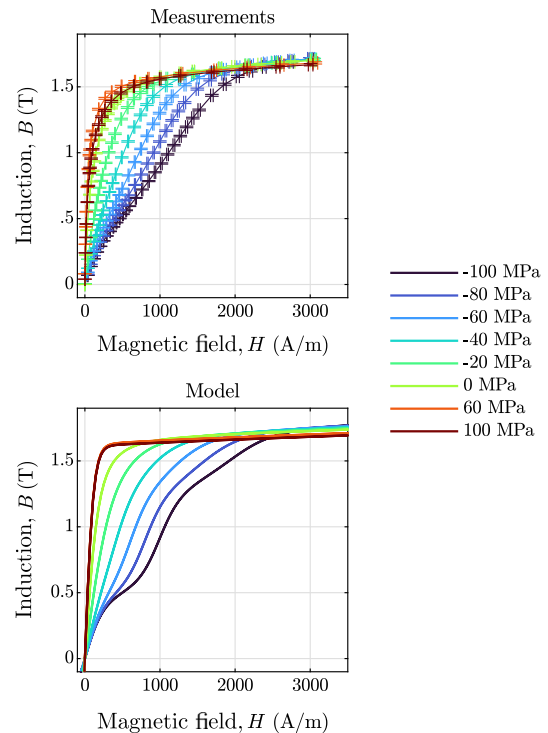 Measurements
1.5
1
.5
0
Induction, B (T)
0 1000 2000 3000
Magnetic field, H (A/m)
-100 MPa
-80 MPa
-60 MPa
-40 MPa
-20 MPa
0 MPa
60 MPa
100 MPa
Model
1.5
1
0.5
0
Induction, B (T)
0 1000 2000 3000
Magnetic field, H (A/m)